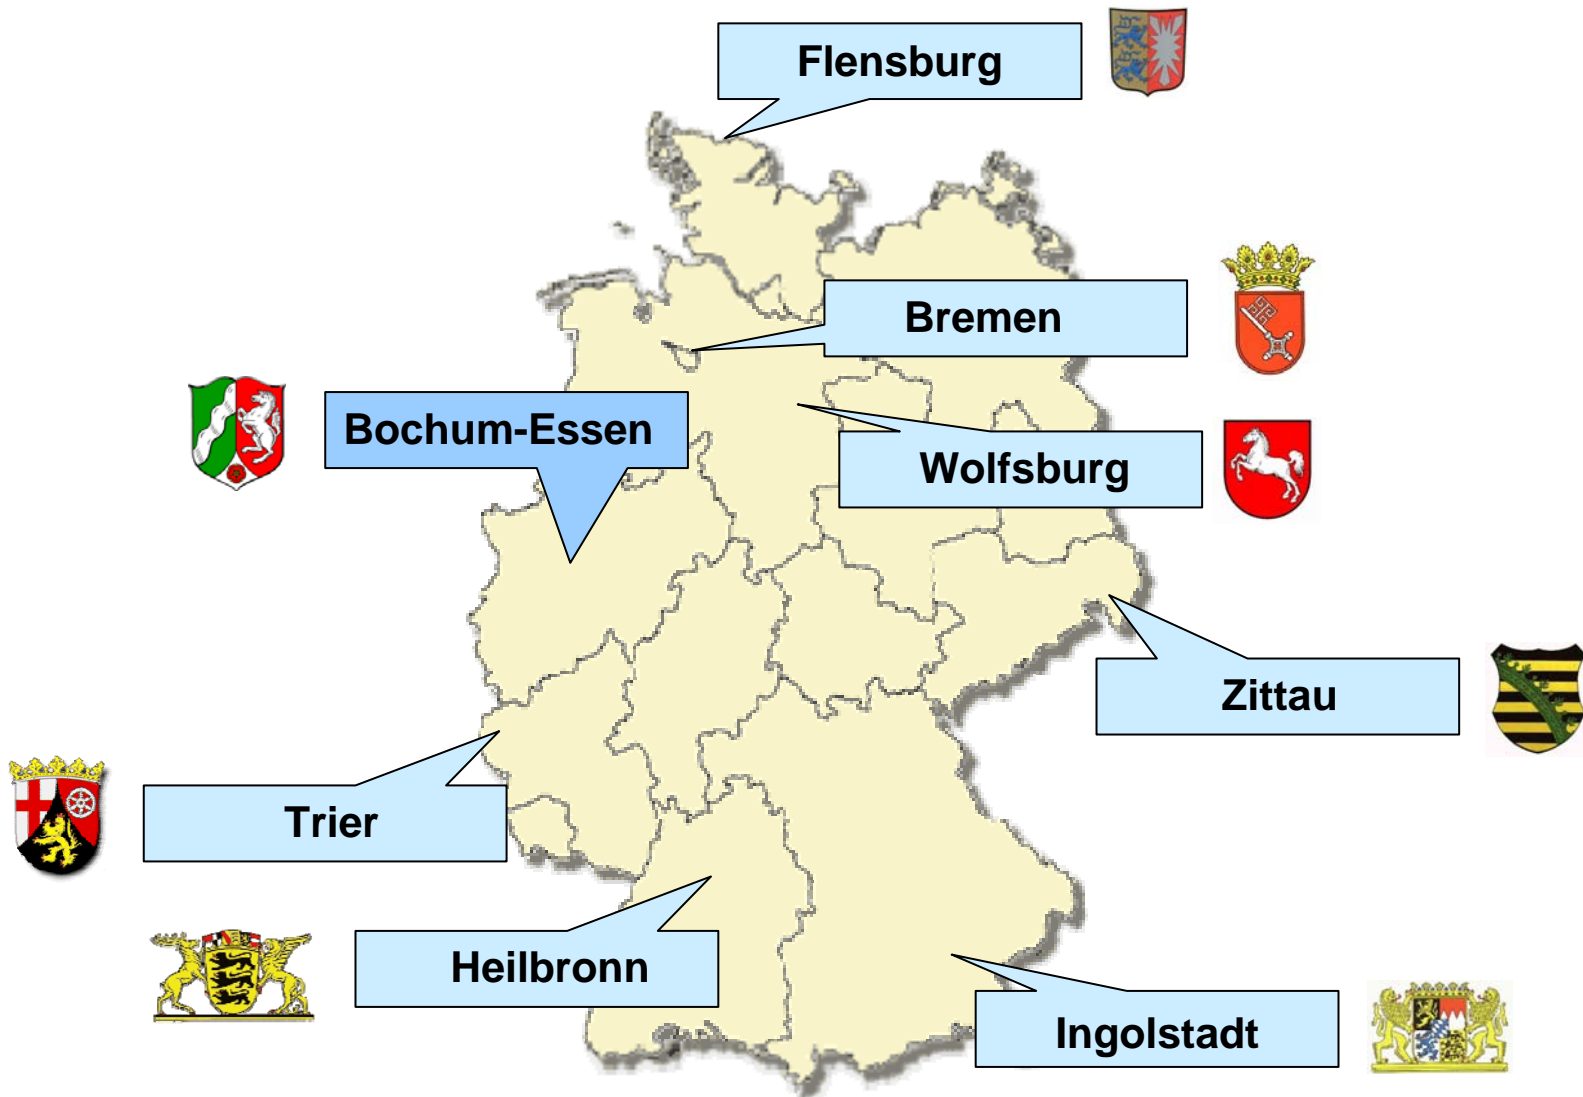 Flensburg
Bremen
Bochum-Essen
Wolfsburg
Zittau
Trier
Heilbronn
Ingolstadt